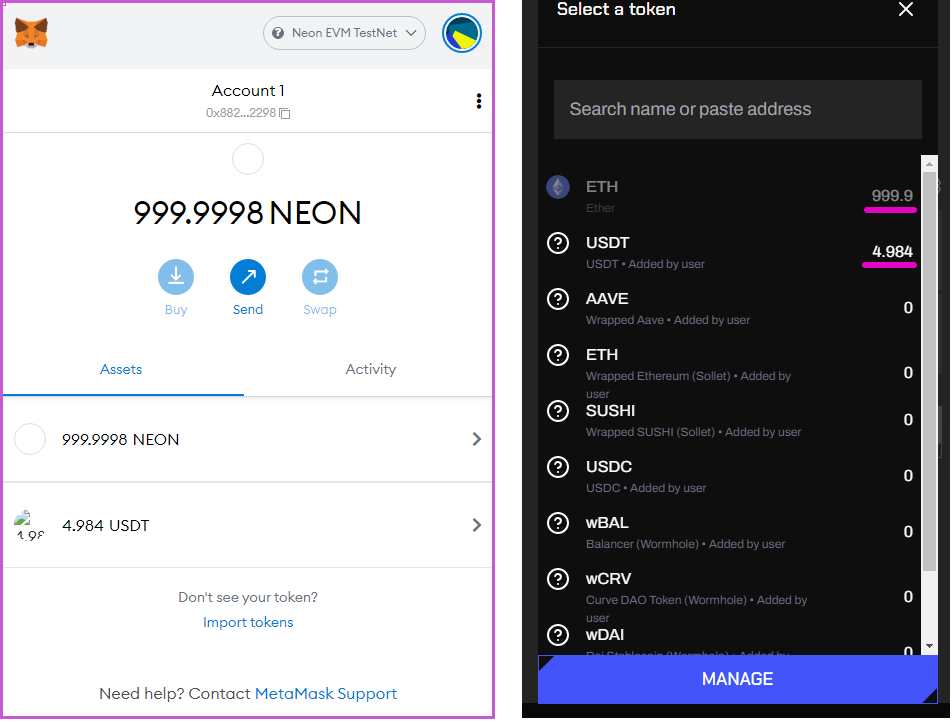 Neon EVM TestNet
Account 1
0x882...2298
999.9998 NEON
Buy
Send
Swap
Assets
Activity
999.9998 NEON
4.98
4.984 USDT
Don't see your token?
Import tokens
Need help? Contact MetaMask Support
Select a token
Search name or paste address
ETH
Ether
999.9
USDT
USDT • Added by user
4.984
AAVE
Wrapped Aave • Added by user
0
ETH
Wrapped Ethereum (Sollet) • Added by
user
0
SUSHI
Wrapped SUSHI (Sollet) • Added by user
0
USDC
USDC • Added by user
0
wBAL
Balancer (Wormhole) • Added by user
0
wCRV
Curve DAO Token (Wormhole) • Added by
user
0
wDAI
Dai Stablecoin (Wormhole) • Added by
0
MANAGE